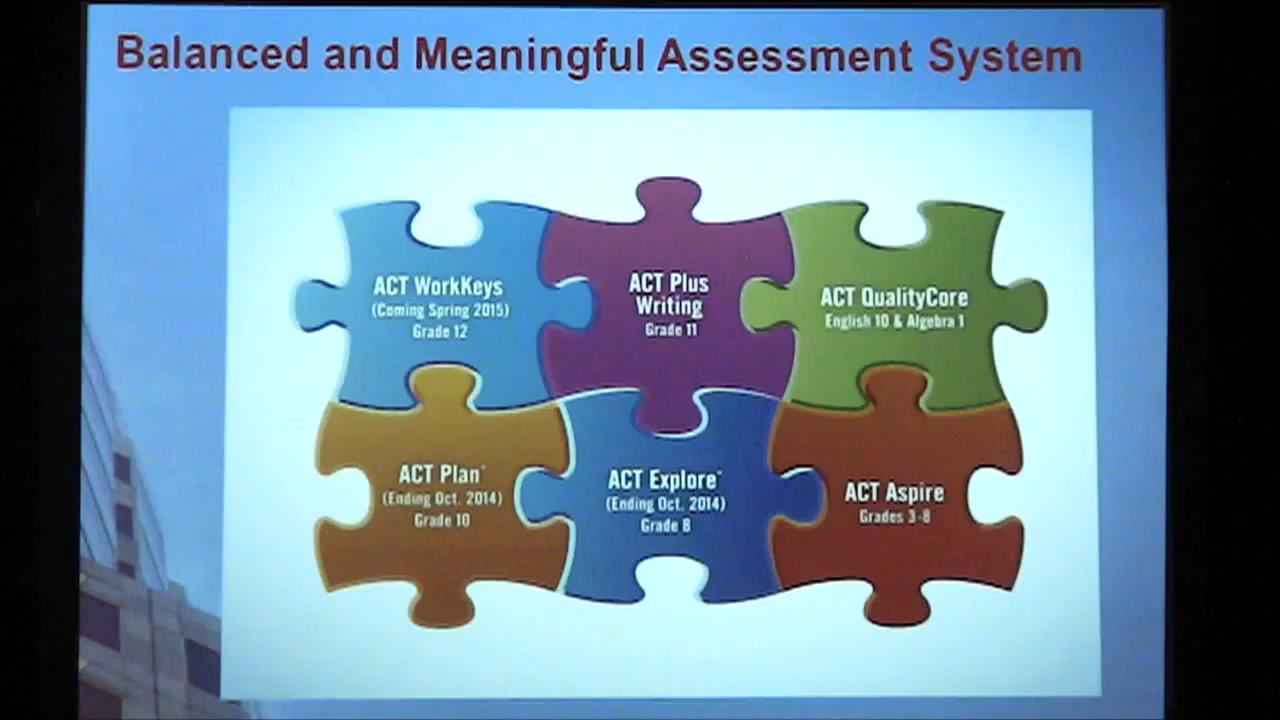 Balanced and Meaningful Assessment System
ACT WorkKeys
(Coming Spring 2015)
Grade 12
ACT Plus
Writing
Grade 11
ACT QualityCore
English 10 & Algebra 1
ACT Plan*
(Ending Oct. 2014)
Grade 10
ACT Explore*
(Ending Oct. 2014)
Grade 8
ACT Aspire
Grades 3-8